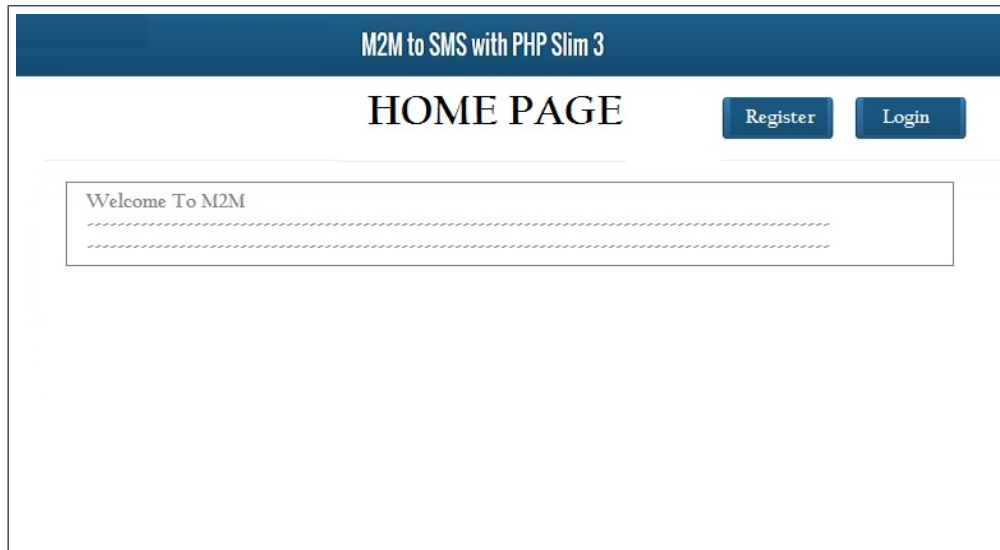 M2M to SMS with PHP Slim 3
HOME PAGE
Register
Login
Welcome To M2M